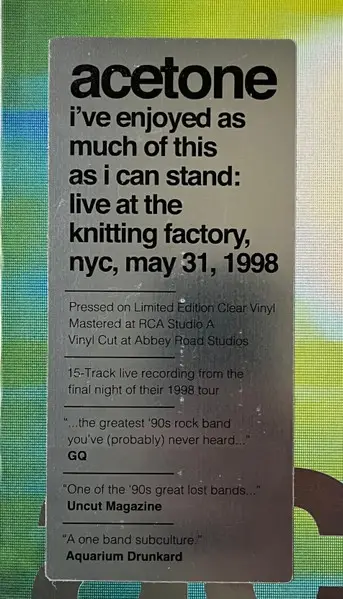 acetone
i've enjoyed as
much of this
as i can stand:
live at the
knitting factory,
nyc, may 31, 1998
Pressed on Limited Edition Clear Vinyl
Mastered at RCA Studio A
Vinyl Cut at Abbey Road Studios
15-Track live recording from the
final night of their 1998 tour
"...the greatest '90s rock band
you've (probably) never heard..."
GQ
"One of the '90s great lost bands..."
Uncut Magazine
"A one band subculture."
Aquarium Drunkard